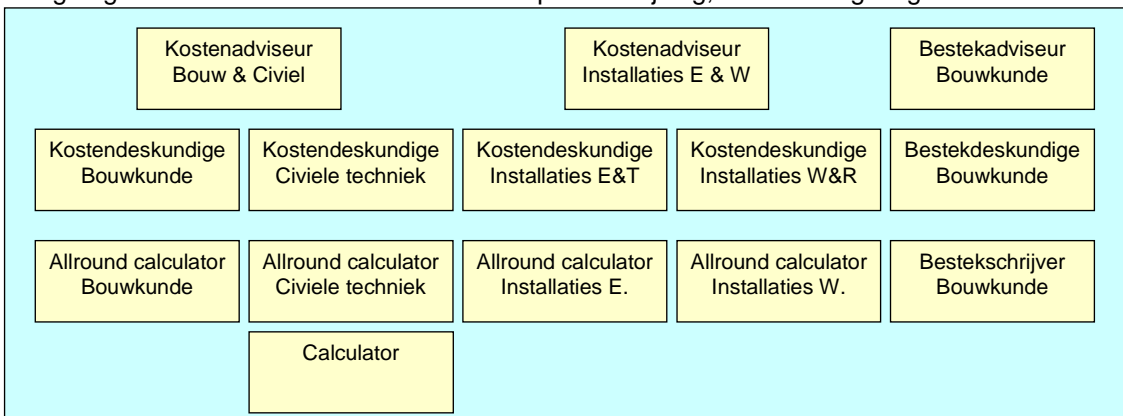 Kostenadviseur
Bouw & Civiel
Kostenadviseur
Installaties E & W
Bestekadviseur
Bouwkunde
Kostendeskundige
Bouwkunde
Kostendeskundige
Civiele techniek
Kostendeskundige
Installaties E&T
Kostendeskundige
Installaties W&R
Bestekdeskundige
Bouwkunde
Allround calculator
Bouwkunde
Allround calculator
Civiele techniek
Allround calculator
Installaties E.
Allround calculator
Installaties W.
Bestekschrijver
Bouwkunde
Calculator